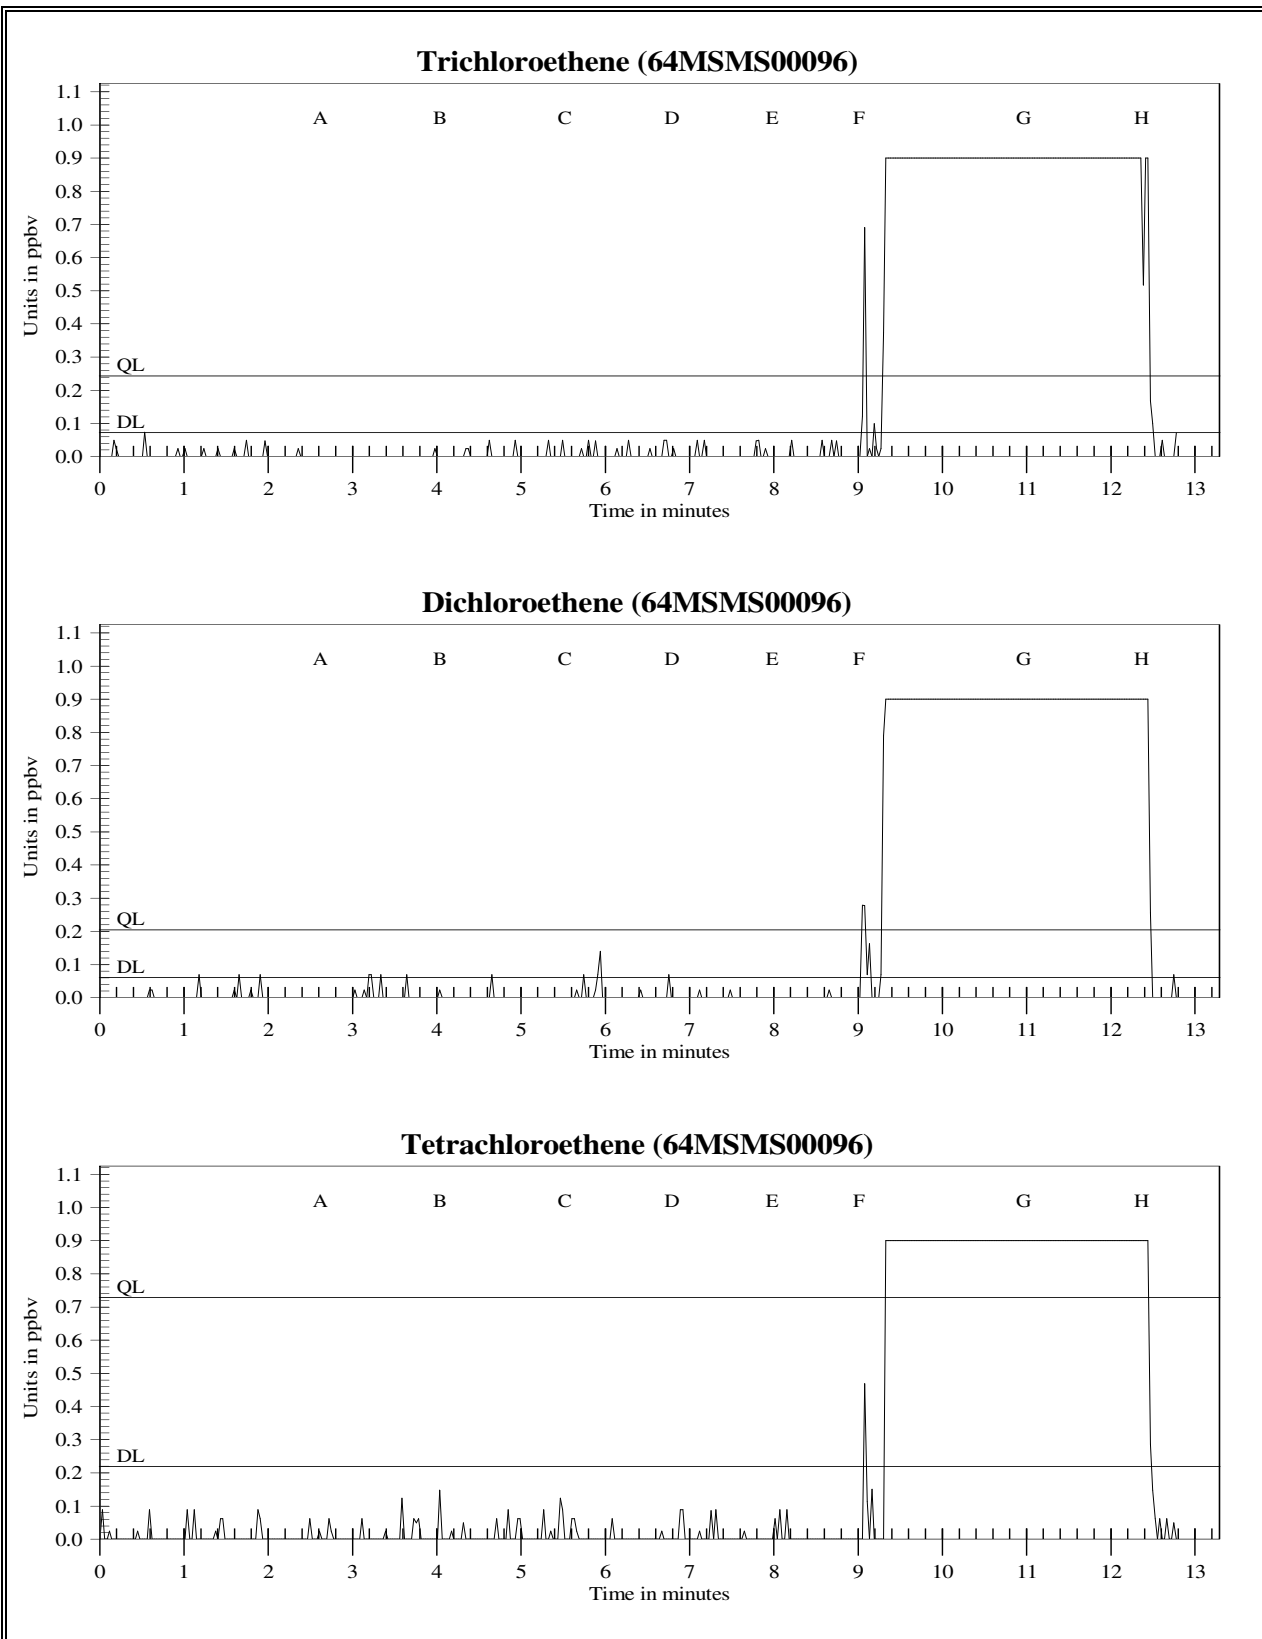 Trichloroethene (64MSMS00096)
1.1
A B C D E F G H
1.0
0.9
0.8
0.7
0.6
0.5
0.4
0.3
QL
0.2
DL
0.1
0.0
Units in ppbv
0 1 2 3 4 5 6 7 8 9 10 11 12 13
Time in minutes
Dichloroethene (64MSMS00096)
1.1
A B C D E F G H
1.0
0.9
0.8
0.7
0.6
0.5
0.4
0.3
QL
0.2
DL
0.1
0.0
Units in ppbv
0 1 2 3 4 5 6 7 8 9 10 11 12 13
Time in minutes
Tetrachloroethene (64MSMS00096)
1.1
A B C D E F G H
1.0
0.9
0.8
QL
0.7
0.6
0.5
0.4
0.3
DL
0.2
0.1
0.0
Units in ppbv
0 1 2 3 4 5 6 7 8 9 10 11 12 13
Time in minutes